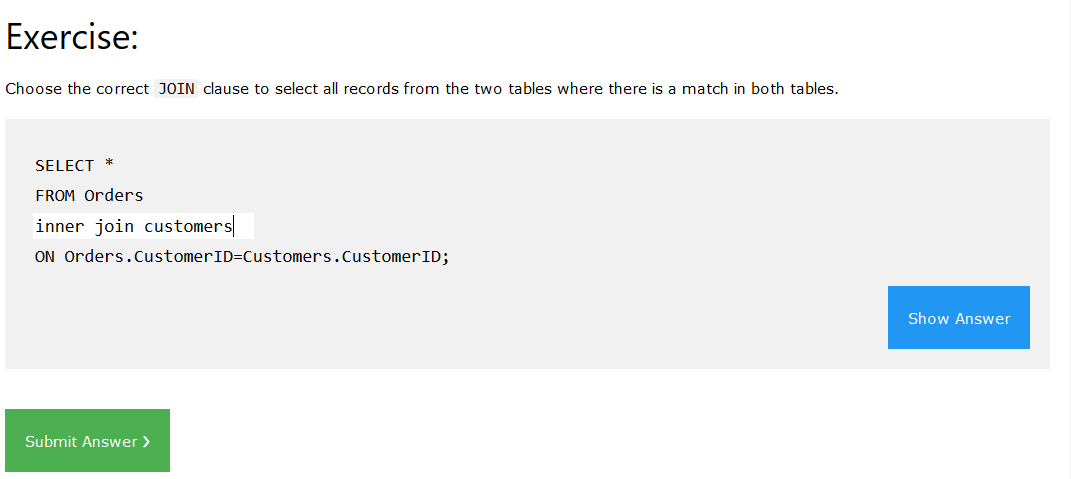 Exercise:
Choose the correct JOIN clause to select all records from the two tables where there is a match in both tables.
SELECT *
FROM Orders
inner join customers
ON Orders.CustomerID=Customers.CustomerID;
Show Answer
Submit Answer ❯